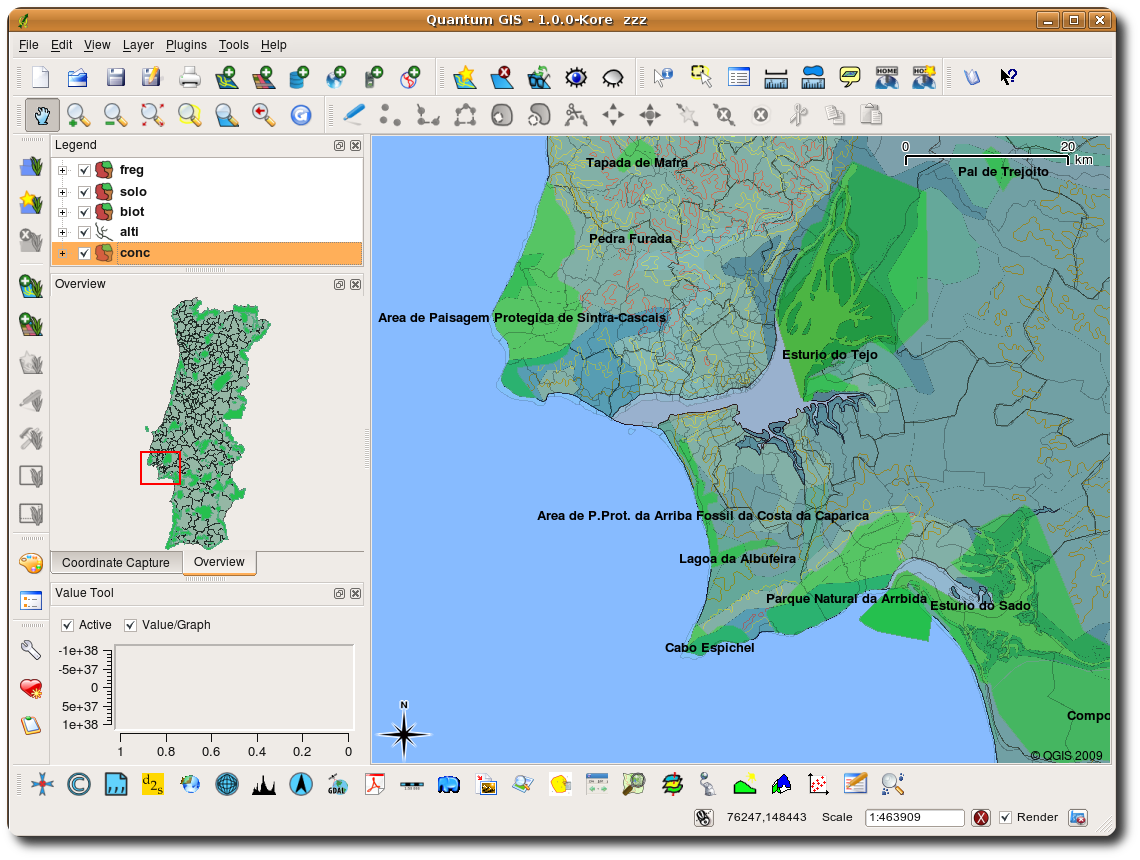 Quantum GIS - 1.0.0-Kore zzz
File Edit View Layer Plugins Tools Help
HOME HOME
Legend
freg
solo
biot
alti
conc
Overview
Coordinate Capture Overview
Value Tool
Active Value/Graph
-1e+38
-5e+37
0
5e+37
1e+38
1 0.8 0.6 0.4 0.2 0
0 20
km
Tapada de Mafra
Pal de Trejoito
Pedra Furada
Area de Paisagem Protegida de Sintra-Cascais
Esturio do Tejo
Area de P.Prot. da Arriba Fossil da Costa da Caparica
Lagoa da Albufeira
Parque Natural da Arrbida
Esturio do Sado
Cabo Espichel
Compo
N
© QGIS 2009
d2s
GDAL
76247,148443 Scale 1:463909 Render